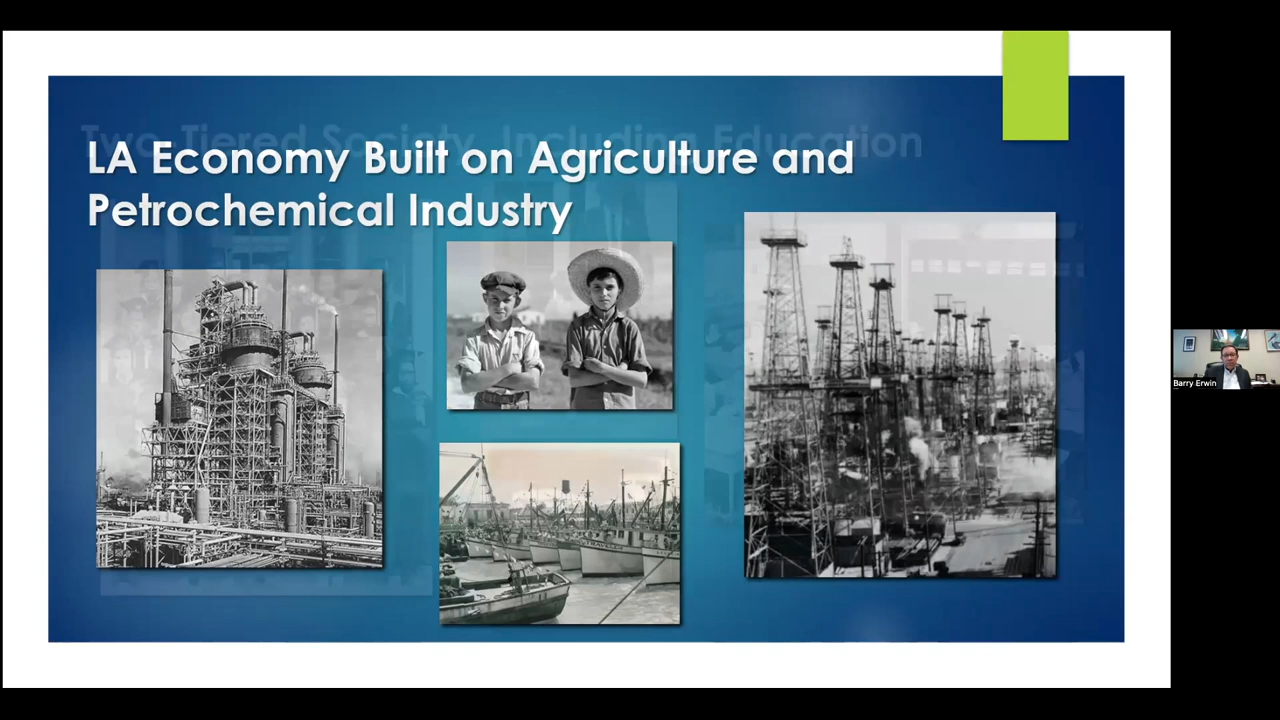 Two-Tiered Society, Including Education
LA Economy Built on Agriculture and
Petrochemical Industry
Barry Erwin